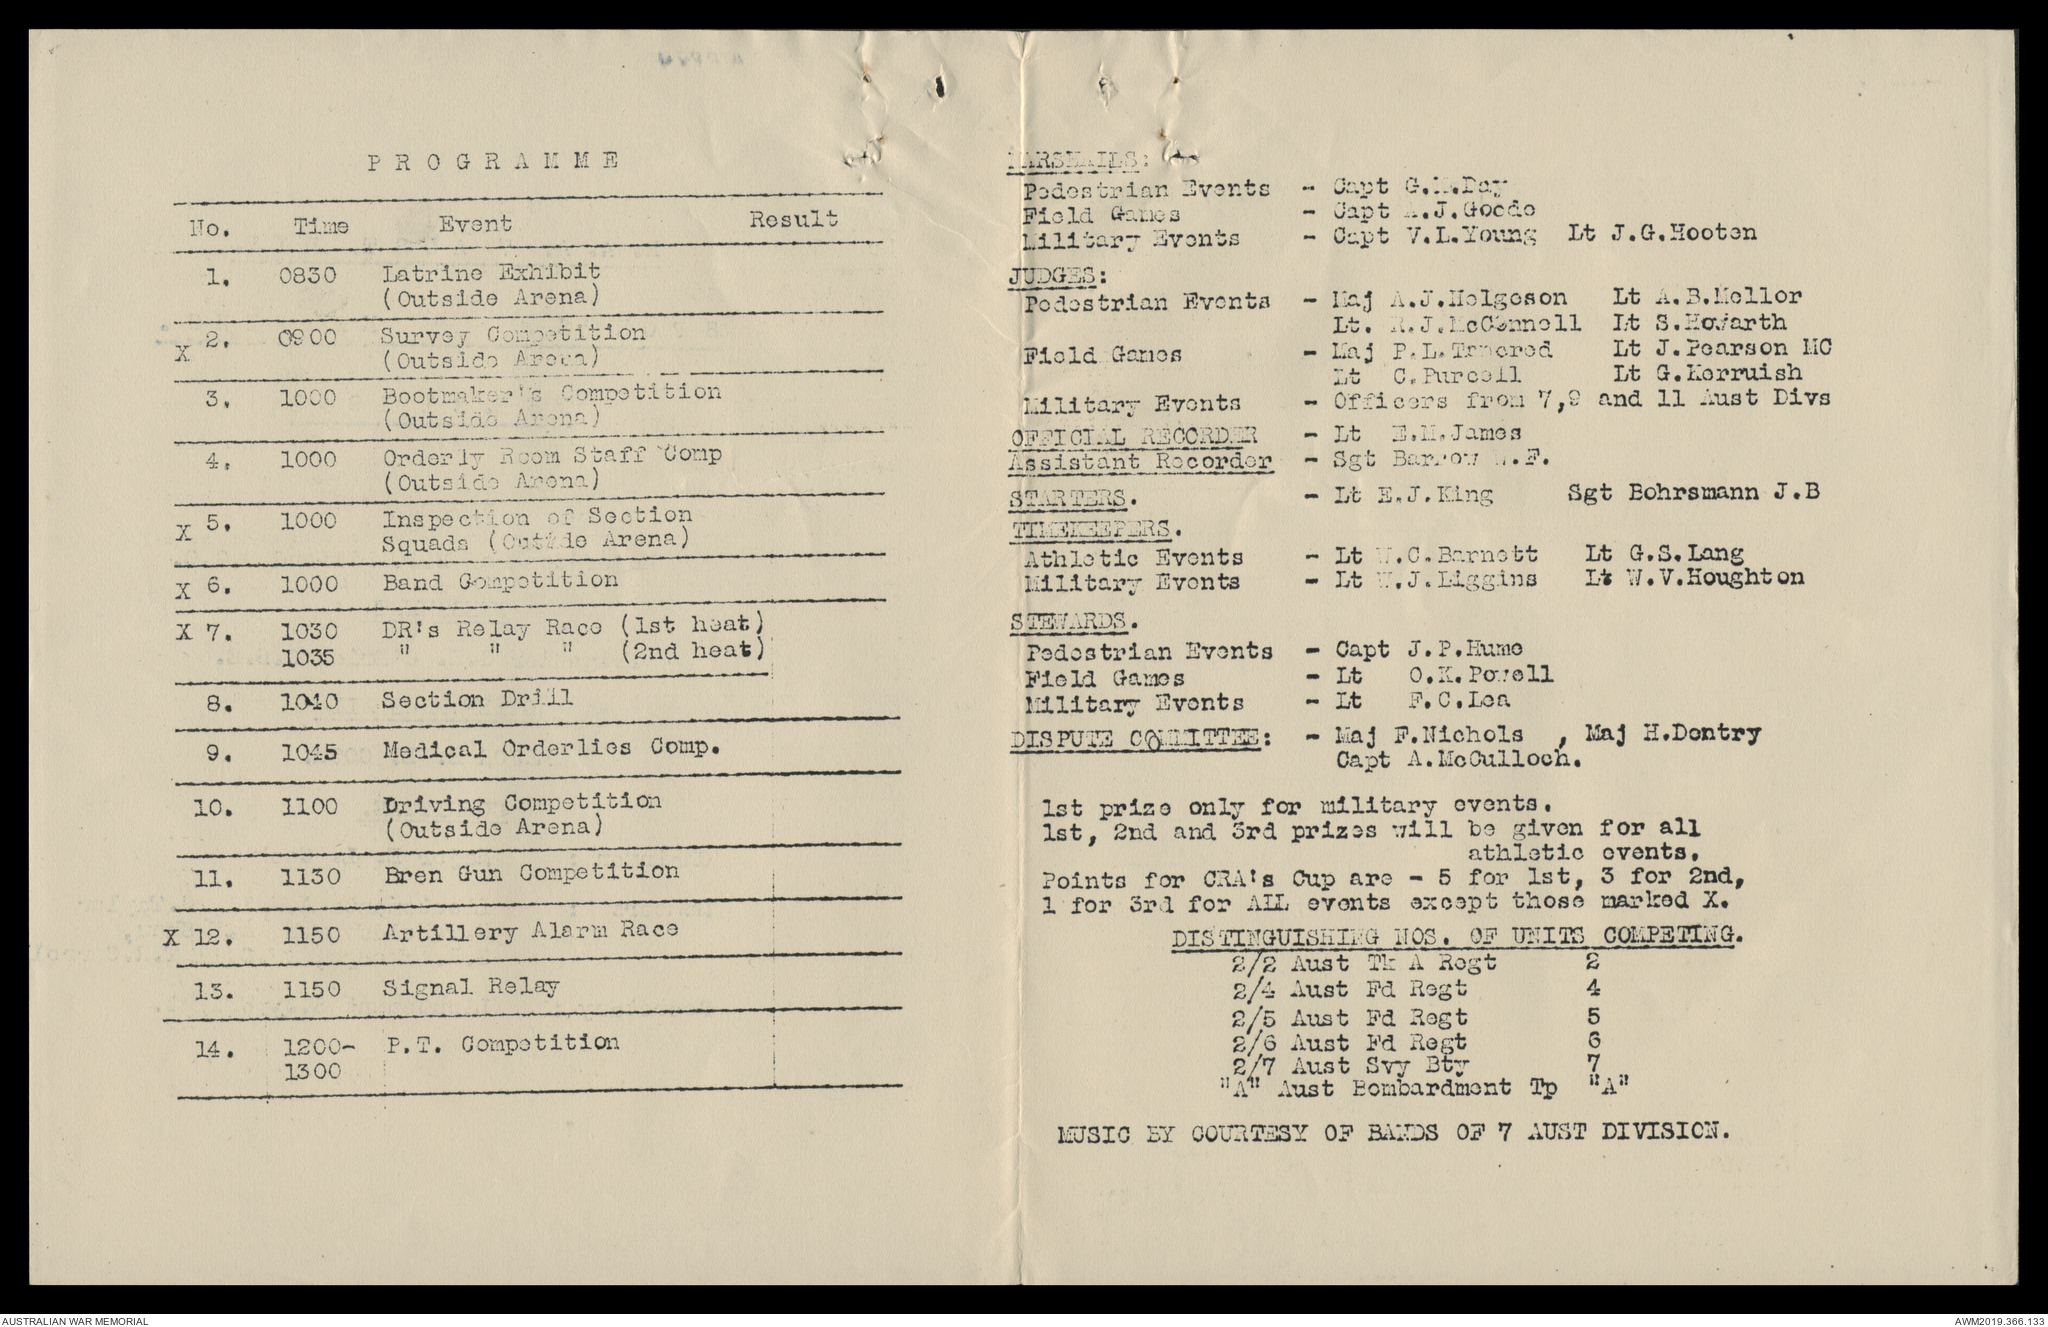 PROGRAMME
No. Time Event Result
1. 0830 Latrine Exhibit
(Outside Arena)
X 2. 0900 Survey Competition
(Outside Arena)
3. 1000 Bootmaker's Competition
(Outside Arena)
4. 1000 Orderly Room Staff Comp
(Outside Arena)
X 5. 1000 Inspection of Section
Squads (Outside Arena)
X 6. 1000 Band Competition
X 7. 1030 DR's Relay Race (1st heat)
1035 " " " (2nd heat)
8. 1040 Section Drill
9. 1045 Medical Orderlies Comp.
10. 1100 Driving Competition
(Outside Arena)
11. 1130 Bren Gun Competition
X 12. 1150 Artillery Alarm Race
13. 1150 Signal Relay
14. 1200- P.T. Competition
1300
MARSHAILS:
Pedestrian Events - Capt Day
Field Games - Capt Goode
Military Events - Capt V.L.Young Lt J.G.Hooten
JUDGES:
Pedestrian Events - Maj A.J.Helgeson Lt A.B.Mellor
Lt. R.J.McConnell Lt S.Howarth
Field Games - Maj P.L.Tancred Lt J.Pearson MC
Lt C.Purcell Lt G.Kerruish
Military Events - Officers from 7,9 and 11 Aust Divs
OFFICIAL RECORDER - Lt E.M.James
Assistant Recorder - Sgt Barrow W.F.
STARTERS. - Lt E.J.King Sgt Bohrsmann J.B
TIMEKEEPERS.
Athletic Events - Lt W.C.Barnett Lt G.S.Lang
Military Events - Lt W.J.Liggins Lt W.V.Houghton
STEWARDS.
Pedestrian Events - Capt J.P.Hume
Field Games - Lt O.K.Powell
Military Events - Lt F.C.Lea
DISPUTE COMMITTEE: - Maj F.Nichols , Maj H.Dentry
Capt A.McCulloch.
1st prize only for military events.
1st, 2nd and 3rd prizes will be given for all
athletic events.
Points for CRA's Cup are - 5 for 1st, 3 for 2nd,
1 for 3rd for ALL events except those marked X.
DISTINGUISHING NOS. OF UNITS COMPETING.
2/2 Aust Tk A Regt 2
2/4 Aust Fd Regt 4
2/5 Aust Fd Regt 5
2/6 Aust Fd Regt 6
2/7 Aust Svy Bty 7
"A" Aust Bombardment Tp "A"
MUSIC BY COURTESY OF BANDS OF 7 AUST DIVISION.
AUSTRALIAN WAR MEMORIAL AWM2019.366.133